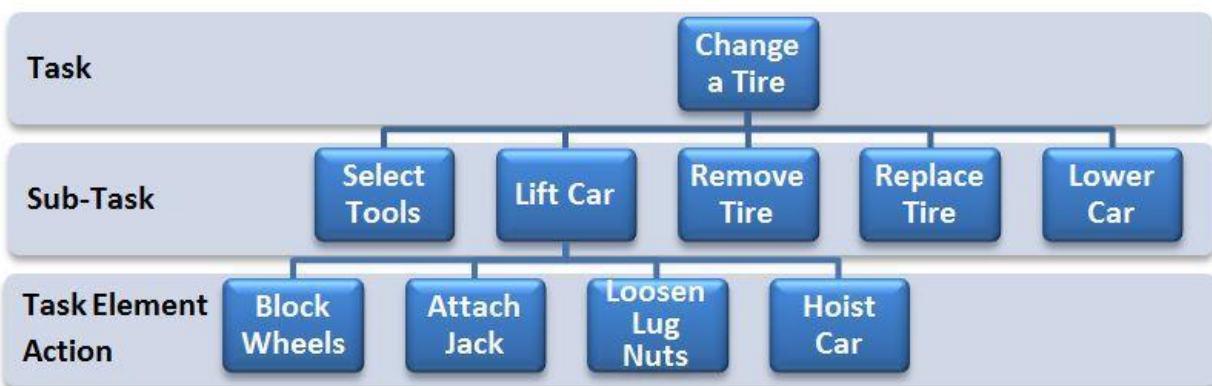 Task
Change
a Tire
Sub-Task
Select
Tools
Lift Car
Remove
Tire
Replace
Tire
Lower
Car
Task Element
Action
Block
Wheels
Attach
Jack
Loosen
Lug
Nuts
Hoist
Car